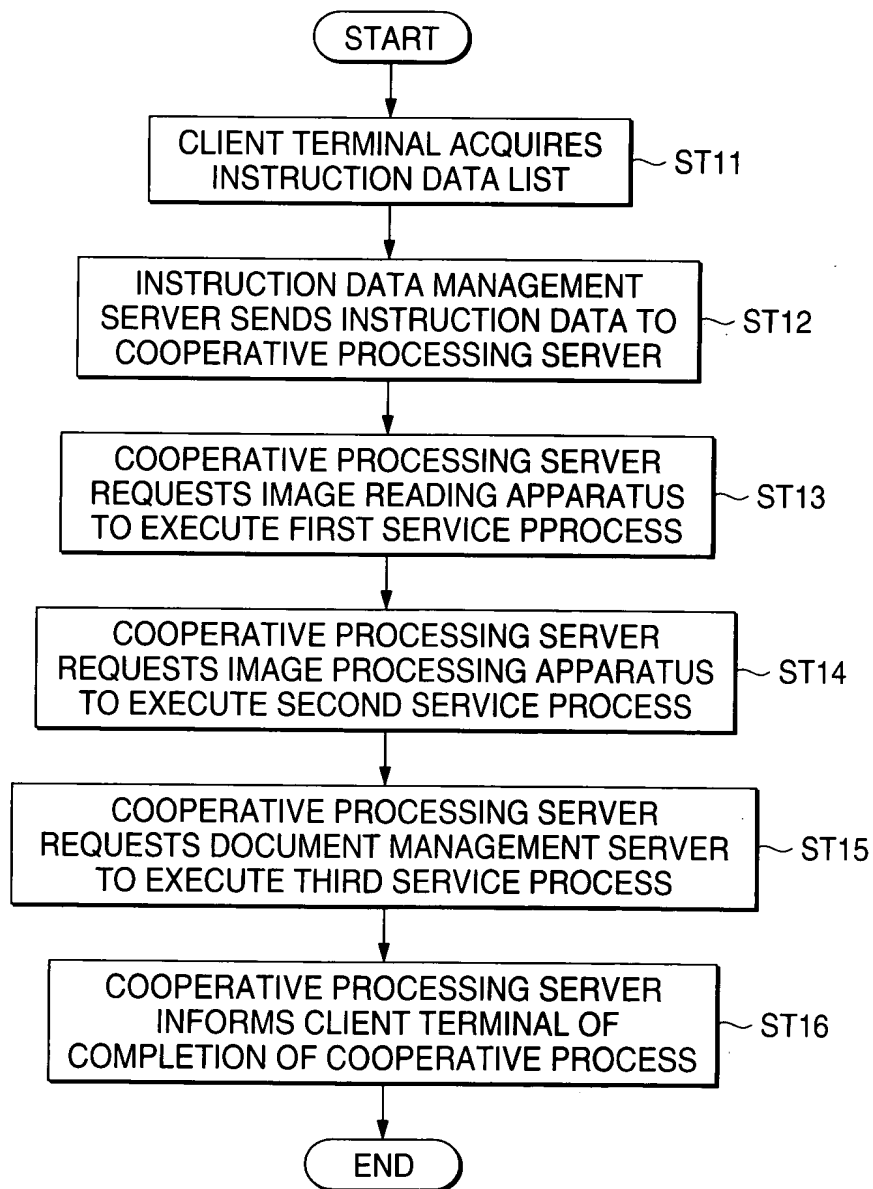 START
CLIENT TERMINAL ACQUIRES
INSTRUCTION DATA LIST
ST11
INSTRUCTION DATA MANAGEMENT
SERVER SENDS INSTRUCTION DATA TO
COOPERATIVE PROCESSING SERVER
ST12
COOPERATIVE PROCESSING SERVER
REQUESTS IMAGE READING APPARATUS
TO EXECUTE FIRST SERVICE PPROCESS
ST13
COOPERATIVE PROCESSING SERVER
REQUESTS IMAGE PROCESSING APPARATUS
TO EXECUTE SECOND SERVICE PROCESS
ST14
COOPERATIVE PROCESSING SERVER
REQUESTS DOCUMENT MANAGEMENT SERVER
TO EXECUTE THIRD SERVICE PROCESS
ST15
COOPERATIVE PROCESSING SERVER
INFORMS CLIENT TERMINAL OF
COMPLETION OF COOPERATIVE PROCESS
ST16
END